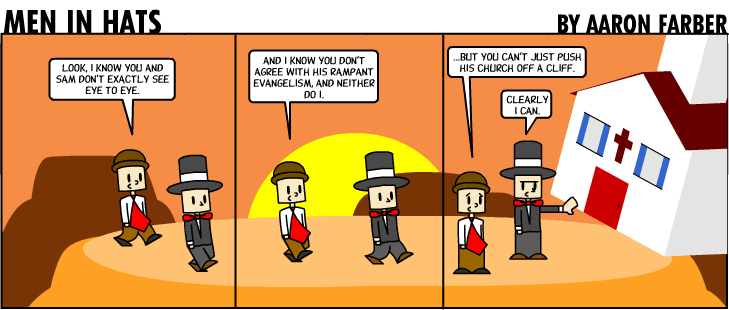 MEN IN HATS
BY AARON FARBER
LOOK, I KNOW YOU AND
SAM DON'T EXACTLY SEE
EYE TO EYE.
AND I KNOW YOU DON'T
AGREE WITH HIS RAMPANT
EVANGELISM, AND NEITHER
DO I.
...BUT YOU CAN'T JUST PUSH
HIS CHURCH OFF A CLIFF.
CLEARLY
I CAN.